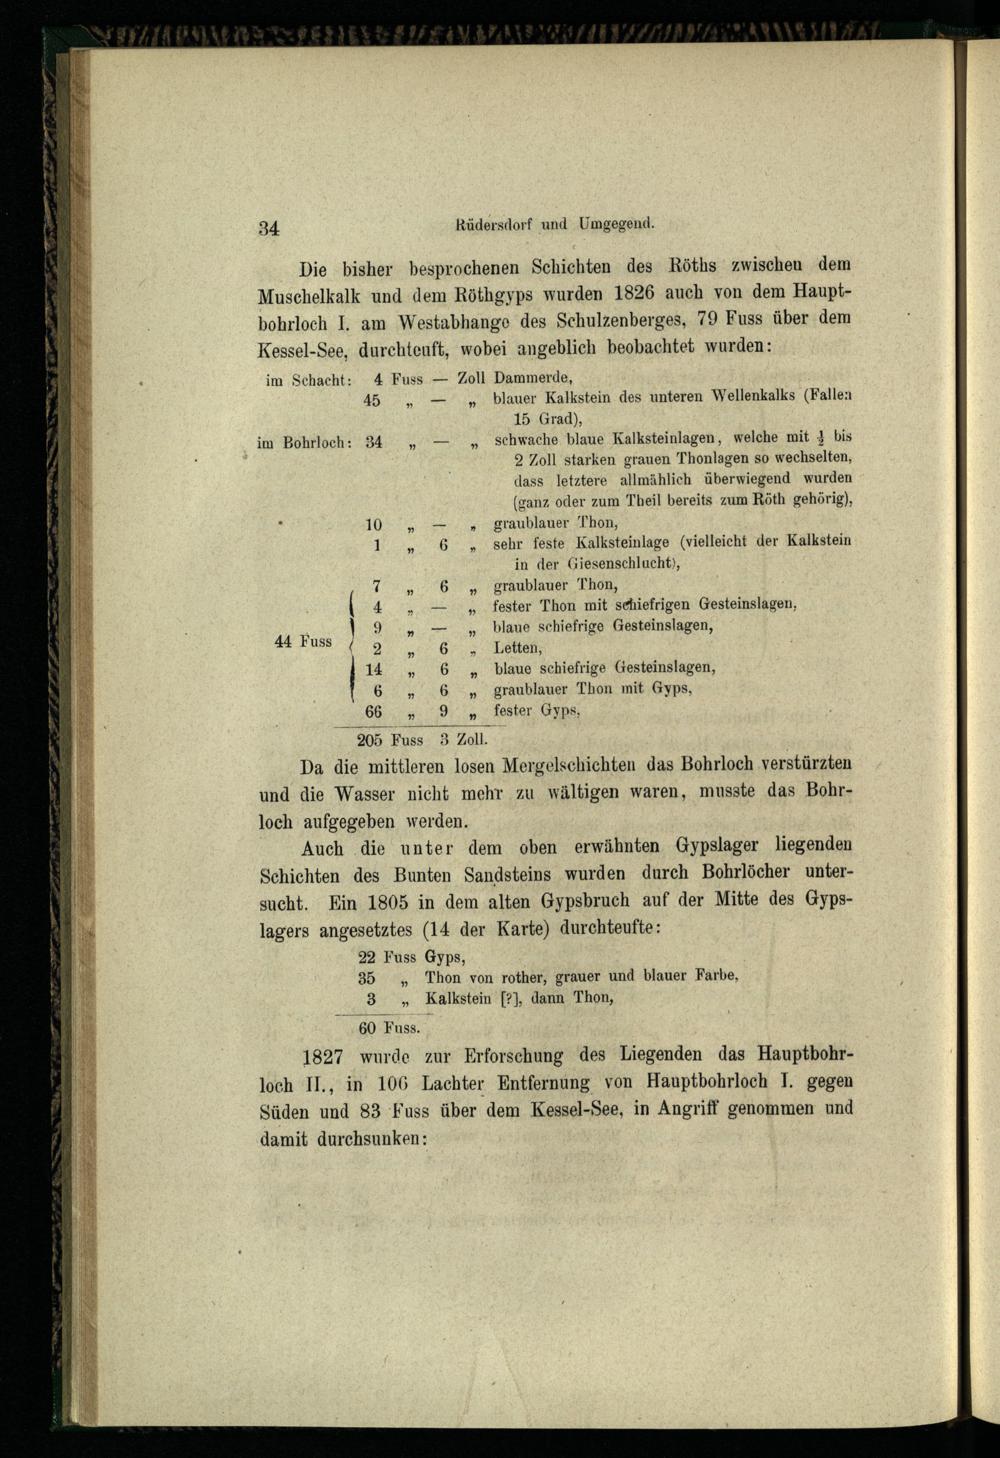 34 Rüdersdorf und Umgegend.
Die bisher besprochenen Schichten des Röths zwischen dem
Muschelkalk und dem Röthgyps wurden 1826 auch von dem Haupt-
bohrloch I. am Westabhange des Schulzenberges, 79 Fuss über dem
Kessel-See, durchteuft, wobei angeblich beobachtet wurden:
im Schacht: 4 Fuss — Zoll Dammerde,
45 „ — „ blauer Kalkstein des unteren Wellenkalks (Fallen
15 Grad),
im Bohrloch: 34 „ — „ schwache blaue Kalksteinlagen, welche mit ½ bis
2 Zoll starken grauen Thonlagen so wechselten,
dass letztere allmählich überwiegend wurden
(ganz oder zum Theil bereits zum Röth gehörig),
10 „ — „ graublauer Thon,
1 „ 6 „ sehr feste Kalksteinlage (vielleicht der Kalkstein
in der Giesenschlucht),
7 „ 6 „ graublauer Thon,
4 „ — „ fester Thon mit schiefrigen Gesteinslagen,
9 „ — „ blaue schiefrige Gesteinslagen,
44 Fuss
2 „ 6 „ Letten,
14 „ 6 „ blaue schiefrige Gesteinslagen,
6 „ 6 „ graublauer Thon mit Gyps,
66 „ 9 „ fester Gyps,
205 Fuss 3 Zoll.
Da die mittleren losen Mergelschichten das Bohrloch verstürzten
und die Wasser nicht mehr zu wältigen waren, musste das Bohr-
loch aufgegeben werden.
Auch die unter dem oben erwähnten Gypslager liegenden
Schichten des Bunten Sandsteins wurden durch Bohrlöcher unter-
sucht. Ein 1805 in dem alten Gypsbruch auf der Mitte des Gyps-
lagers angesetztes (14 der Karte) durchteufte:
22 Fuss Gyps,
35 „ Thon von rother, grauer und blauer Farbe,
3 „ Kalkstein [?], dann Thon,
60 Fuss.
1827 wurde zur Erforschung des Liegenden das Hauptbohr-
loch II., in 106 Lachter Entfernung von Hauptbohrloch I. gegen
Süden und 83 Fuss über dem Kessel-See, in Angriff genommen und
damit durchsunken: